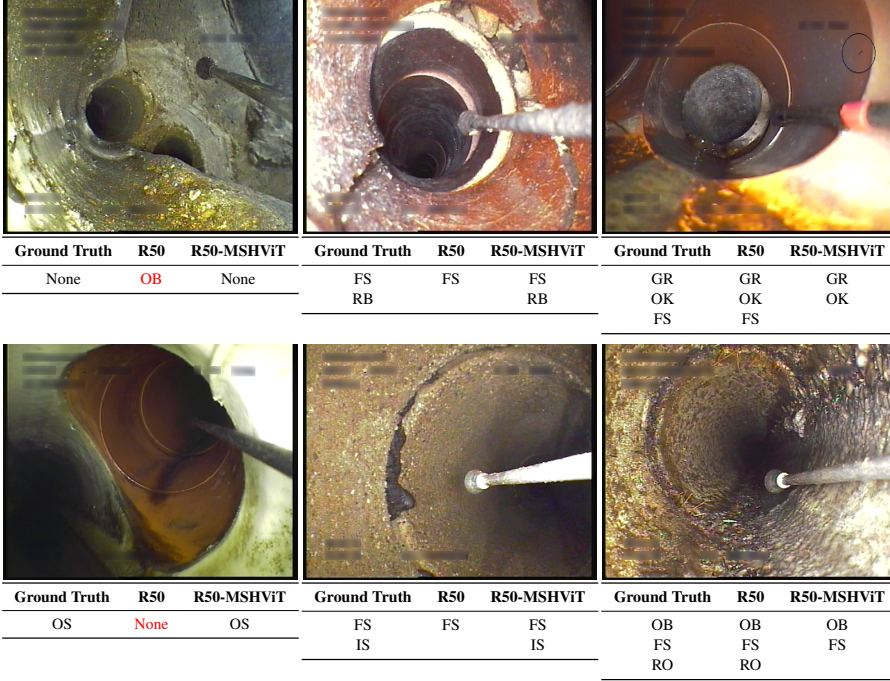 Ground Truth R50 R50-MSHViT
None OB None
Ground Truth R50 R50-MSHViT
FS FS FS
RB RB
Ground Truth R50 R50-MSHViT
GR GR GR
OK OK OK
FS FS
Ground Truth R50 R50-MSHViT
OS None OS
Ground Truth R50 R50-MSHViT
FS FS FS
IS IS
Ground Truth R50 R50-MSHViT
OB OB OB
FS FS FS
RO RO